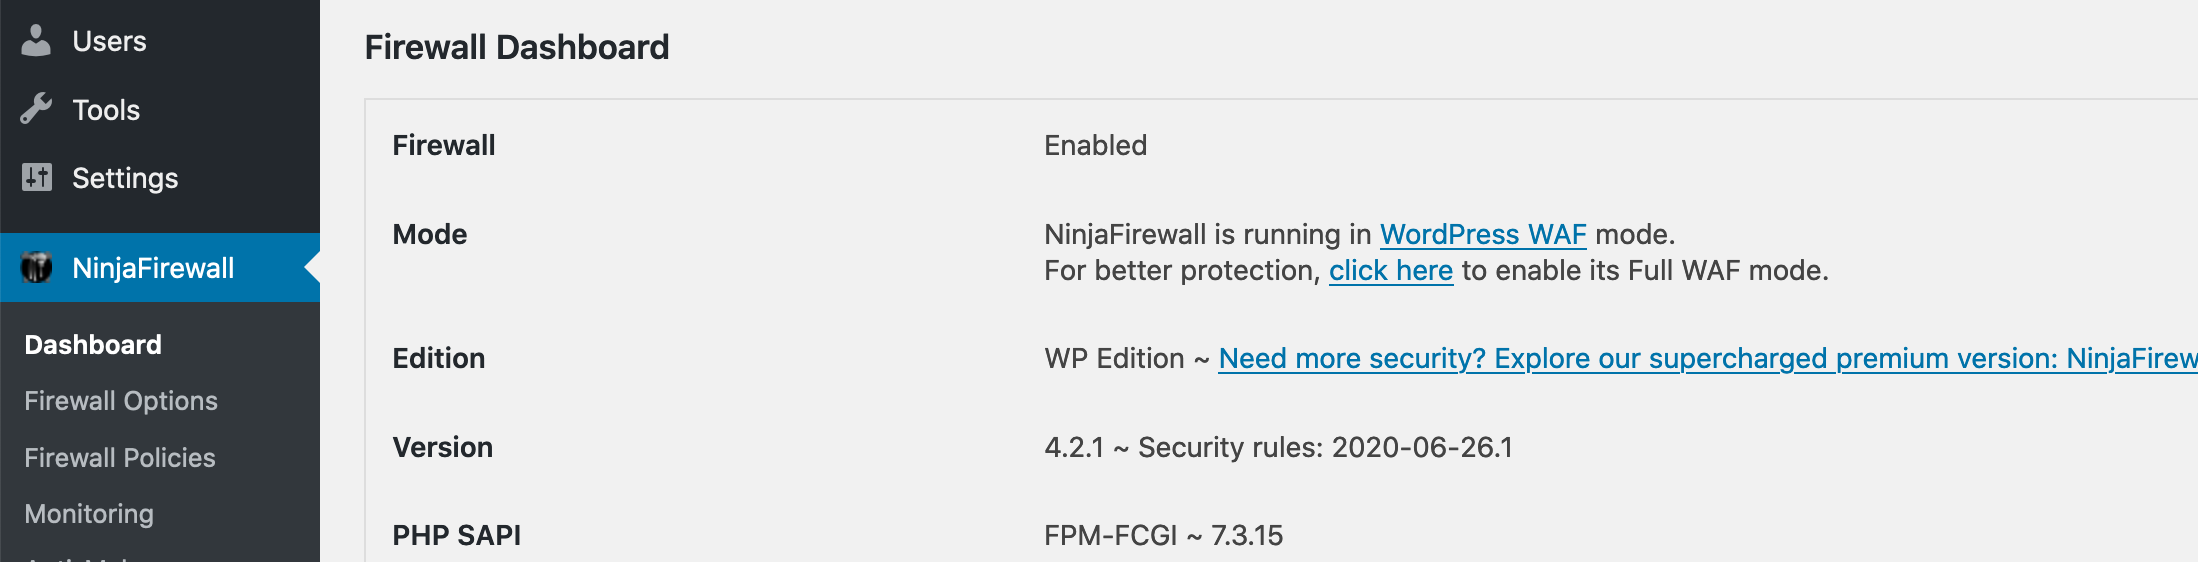 Users
Tools
Settings
NinjaFirewall
Dashboard
Firewall Options
Firewall Policies
Monitoring
Firewall Dashboard
Firewall Enabled
Mode NinjaFirewall is running in WordPress WAF mode.
For better protection, click here to enable its Full WAF mode.
Edition WP Edition ~ Need more security? Explore our supercharged premium version: NinjaFirew
Version 4.2.1 ~ Security rules: 2020-06-26.1
PHP SAPI FPM-FCGI ~ 7.3.15